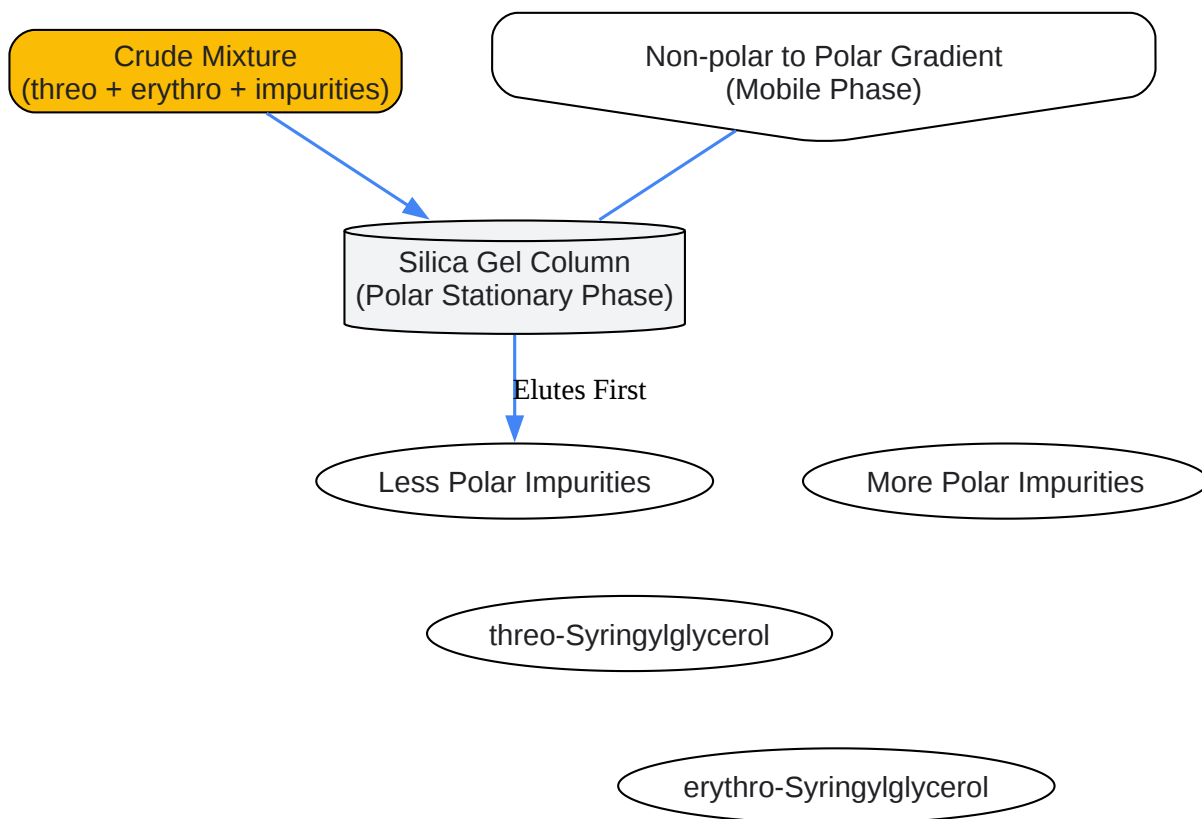 Crude Mixture
(threo + erythro + impurities)
Non-polar to Polar Gradient
(Mobile Phase)
Silica Gel Column
(Polar Stationary Phase)
Elutes First
Less Polar Impurities
More Polar Impurities
threo-Syringylglycerol
erythro-Syringylglycerol